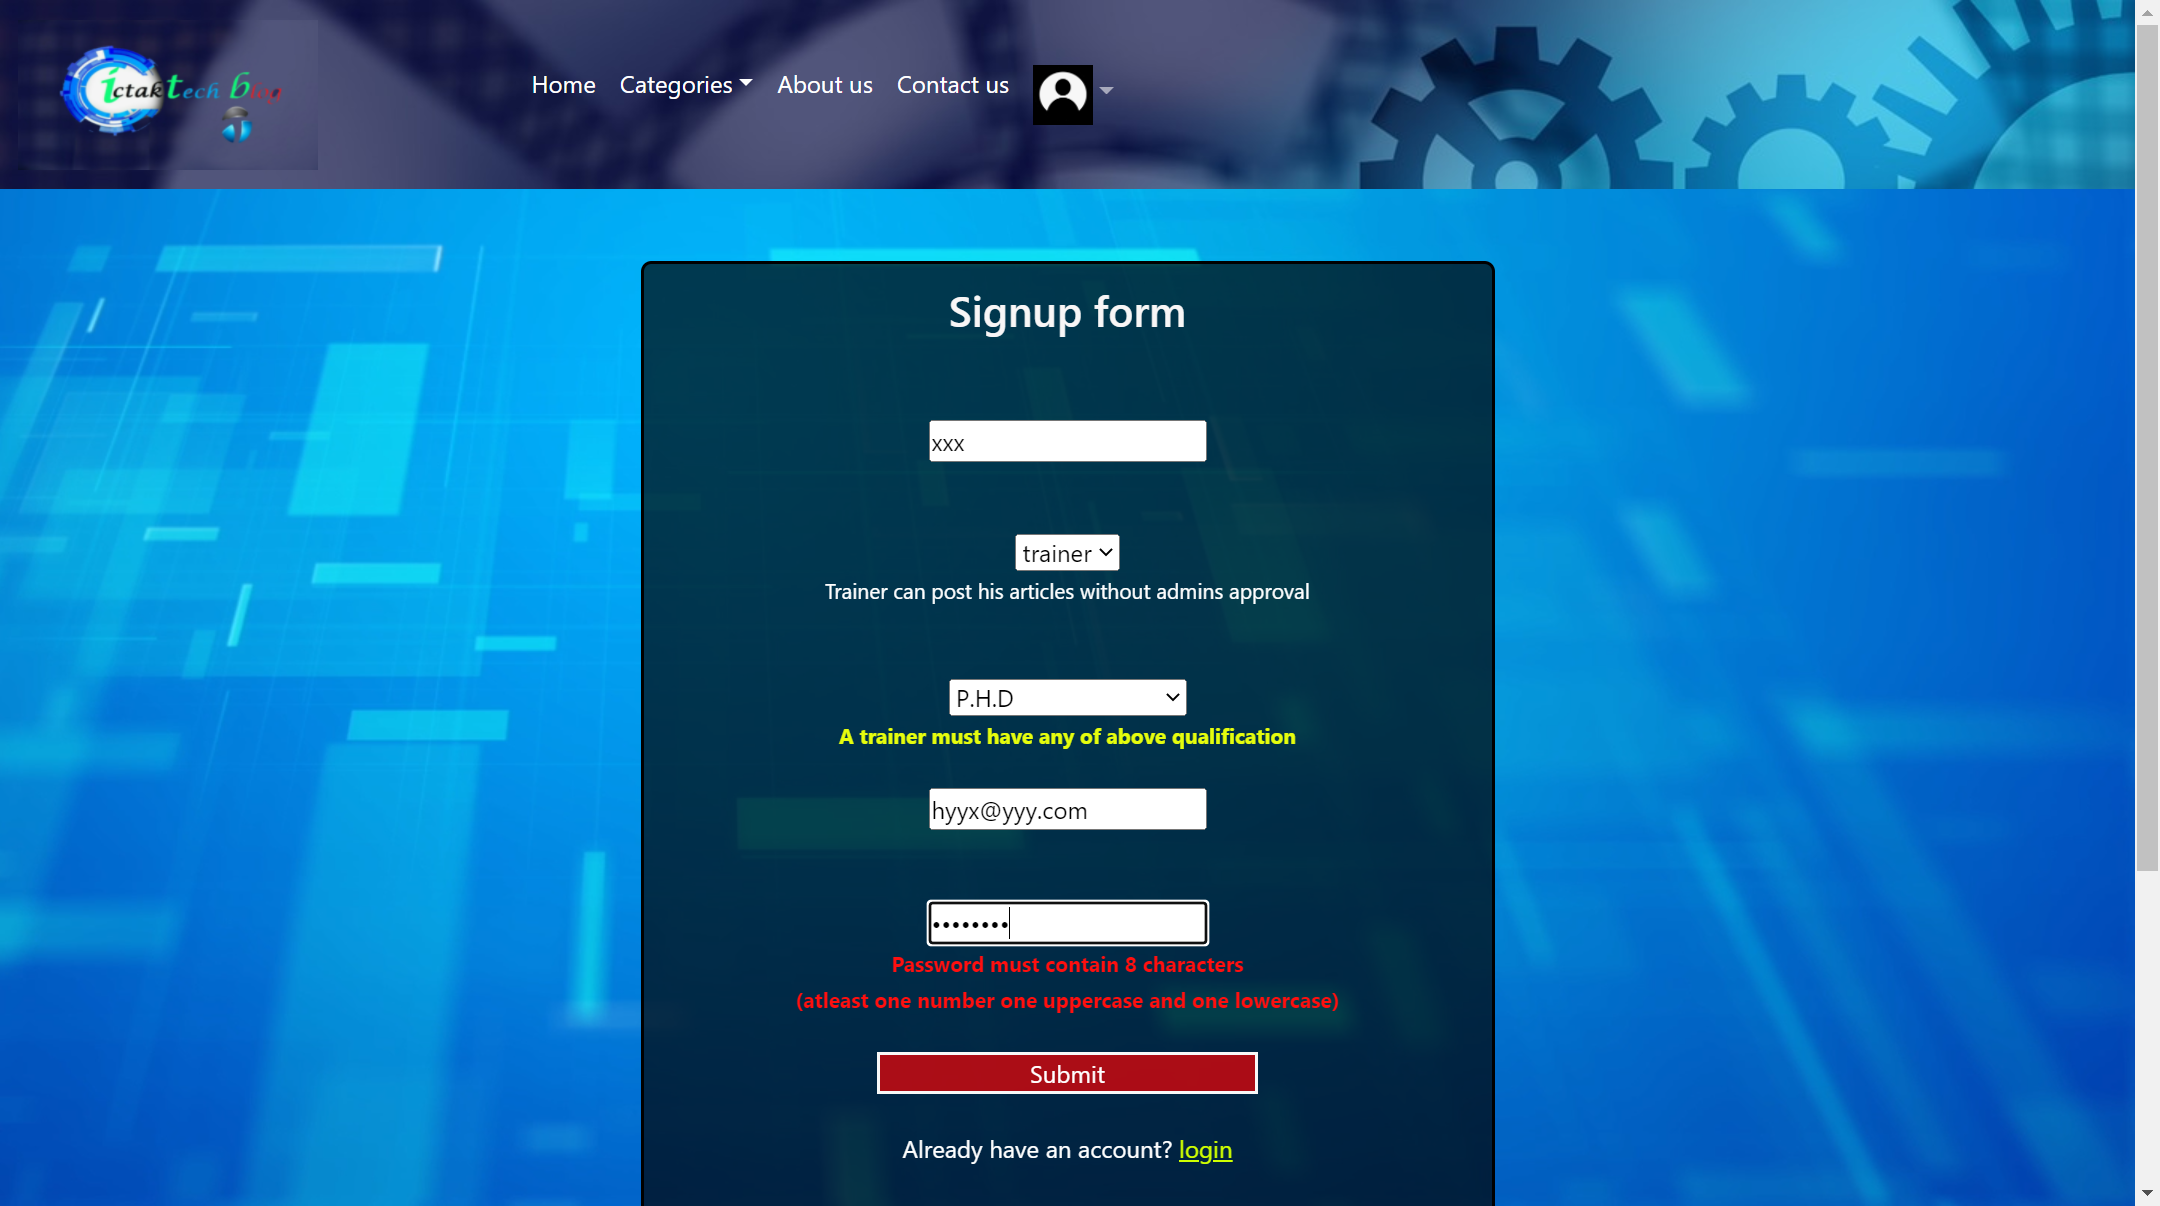 ictak tech blog
Home Categories About us Contact us
Signup form
xxx
trainer
Trainer can post his articles without admins approval
P.H.D
A trainer must have any of above qualification
hyyx@yyy.com
••••••••
Password must contain 8 characters
(atleast one number one uppercase and one lowercase)
Submit
Already have an account? login